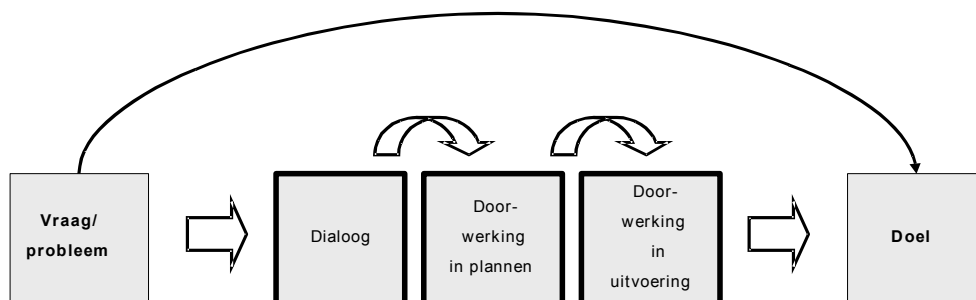 Vraag/
probleem
Dialoog
Door-
werking
in plannen
Door-
werking
in
uitvoering
Doel